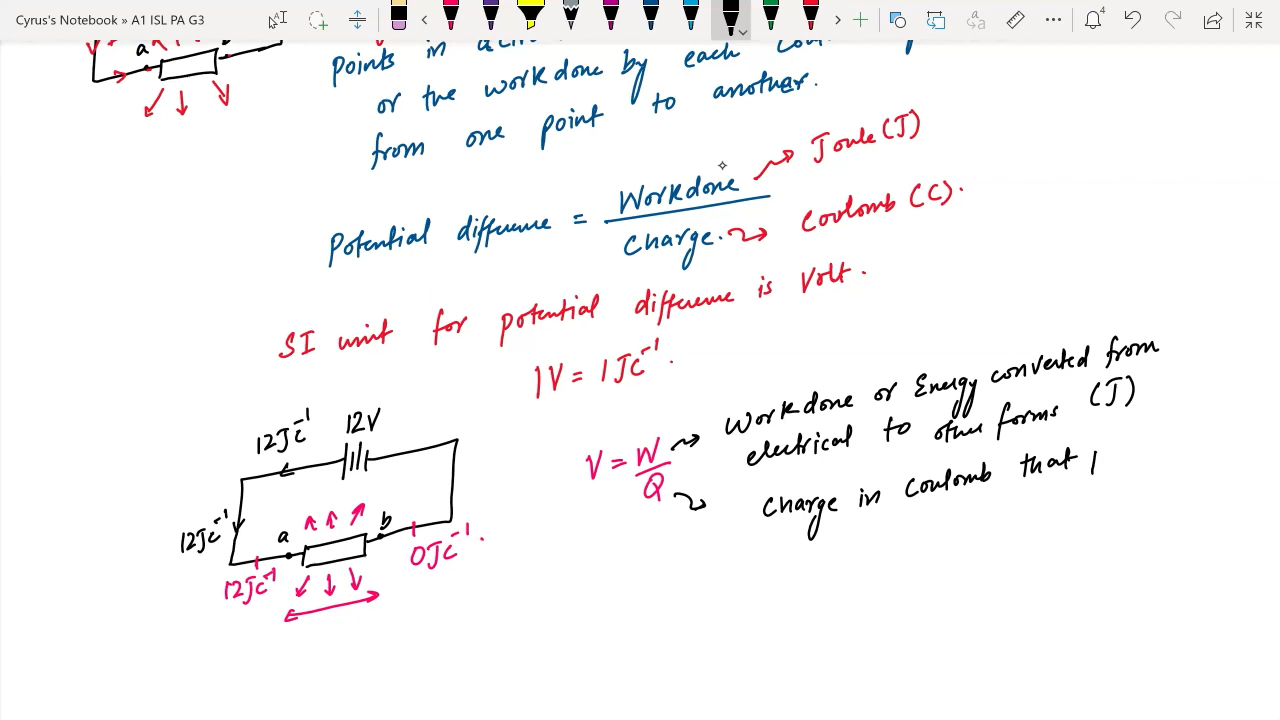 Cyrus's Notebook » A1 ISL PA G3
4
a
Points in a
or the workdone by each
from one point to another.
Potential difference = Workdone / Charge.
Joule (J)
Coulomb (C).
SI unit for potential difference is Volt.
1V = 1JC⁻¹.
12JC⁻¹
12V
12JC⁻¹
a
b
12JC⁻¹
0JC⁻¹.
V = W / Q
Workdone or Energy converted from
electrical to other forms (J)
Charge in Coulomb that